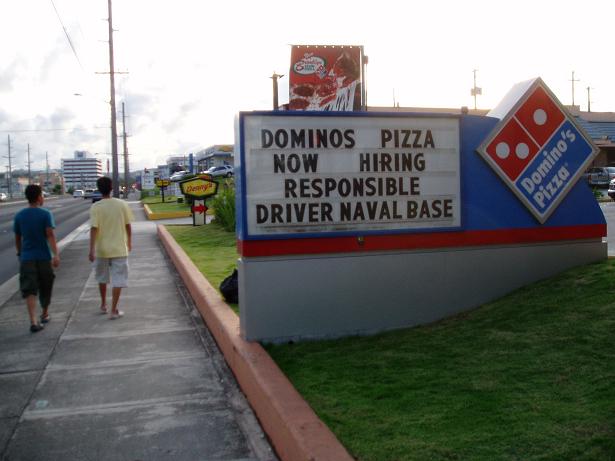 DOMINOS PIZZA
NOW HIRING
RESPONSIBLE
DRIVER NAVAL BASE
Domino's
Pizza
Denny's